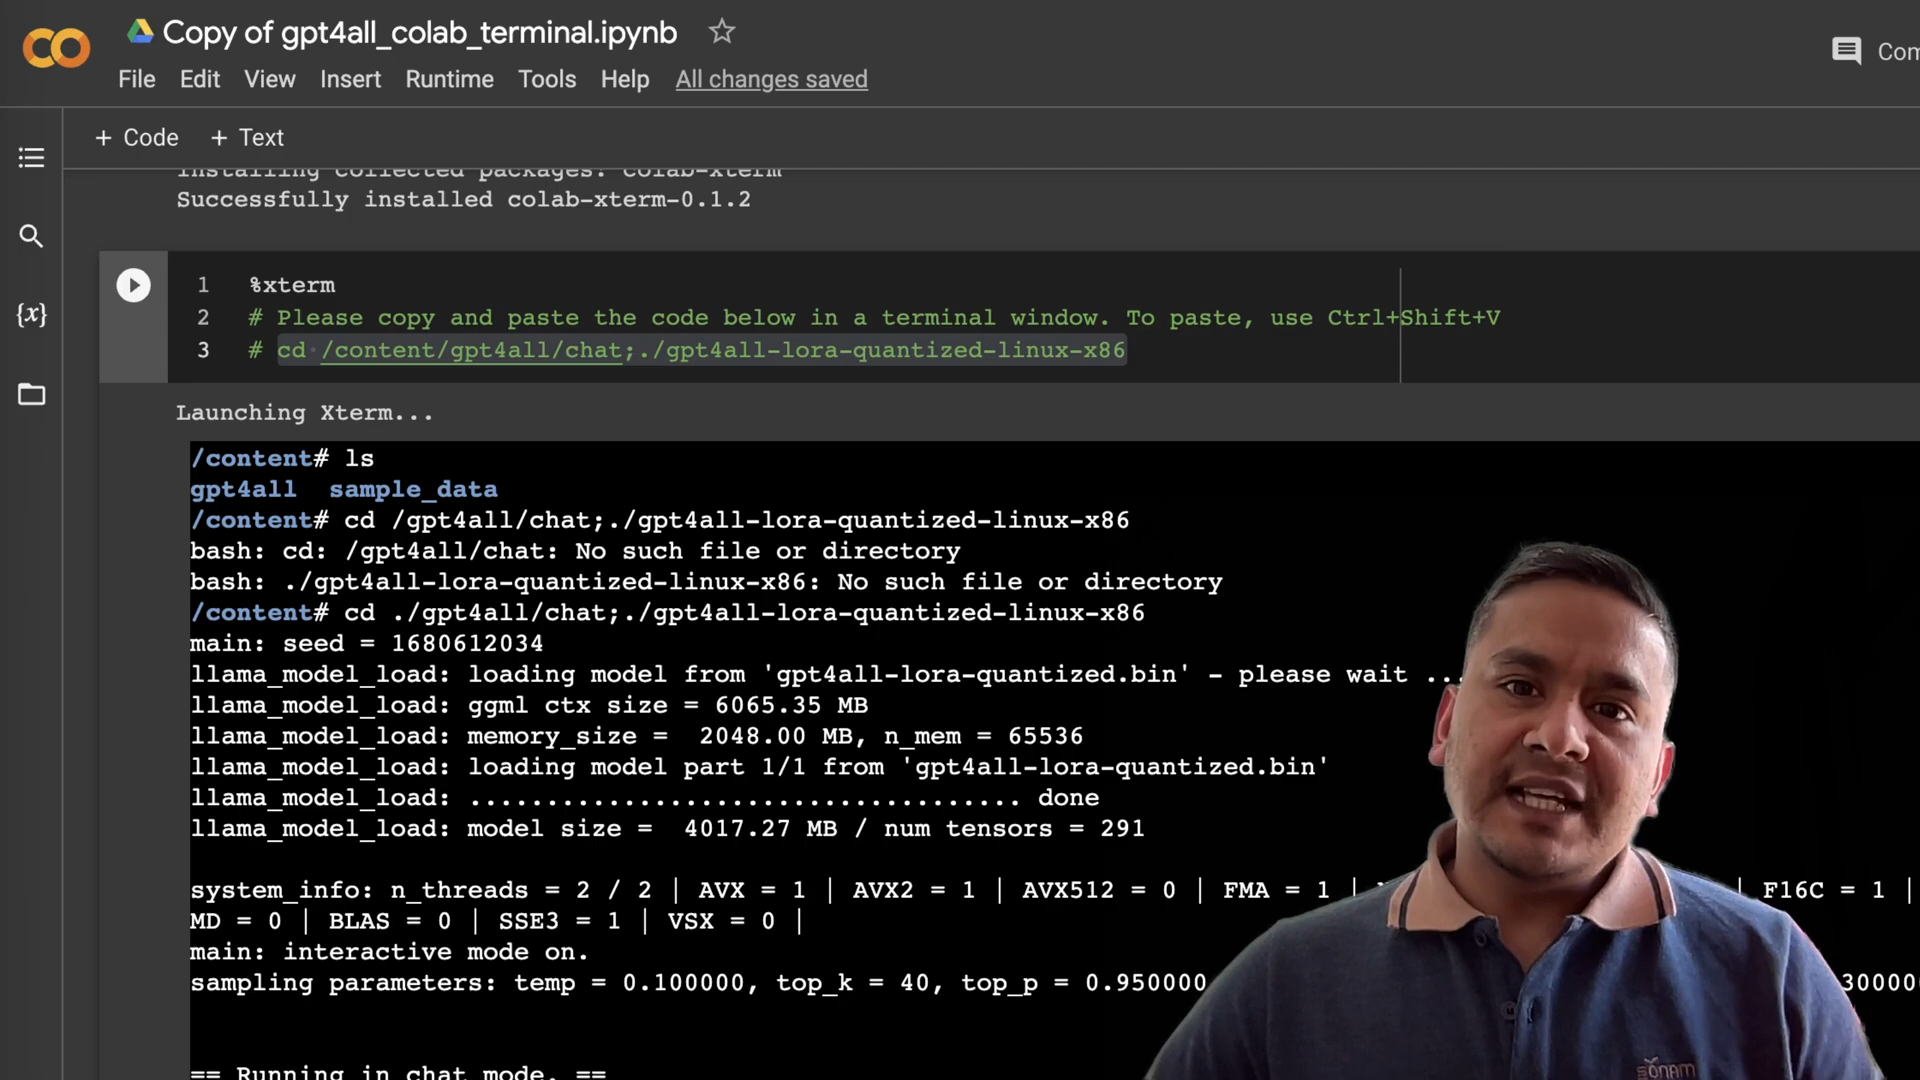 Copy of gpt4all_colab_terminal.ipynb
File Edit View Insert Runtime Tools Help All changes saved
+ Code + Text
Installing collected packages: colab-xterm
Successfully installed colab-xterm-0.1.2
1 %xterm
2 # Please copy and paste the code below in a terminal window. To paste, use Ctrl+Shift+V
3 # cd /content/gpt4all/chat;./gpt4all-lora-quantized-linux-x86
Launching Xterm...
/content# ls
gpt4all sample_data
/content# cd /gpt4all/chat;./gpt4all-lora-quantized-linux-x86
bash: cd: /gpt4all/chat: No such file or directory
bash: ./gpt4all-lora-quantized-linux-x86: No such file or directory
/content# cd ./gpt4all/chat;./gpt4all-lora-quantized-linux-x86
main: seed = 1680612034
llama_model_load: loading model from 'gpt4all-lora-quantized.bin' - please wait ...
llama_model_load: ggml ctx size = 6065.35 MB
llama_model_load: memory_size = 2048.00 MB, n_mem = 65536
llama_model_load: loading model part 1/1 from 'gpt4all-lora-quantized.bin'
llama_model_load: .................................... done
llama_model_load: model size = 4017.27 MB / num tensors = 291
system_info: n_threads = 2 / 2 | AVX = 1 | AVX2 = 1 | AVX512 = 0 | FMA = 1 | | F16C = 1 |
MD = 0 | BLAS = 0 | SSE3 = 1 | VSX = 0 |
main: interactive mode on.
sampling parameters: temp = 0.100000, top_k = 40, top_p = 0.950000 30000
== Running in chat mode. ==
SONAM